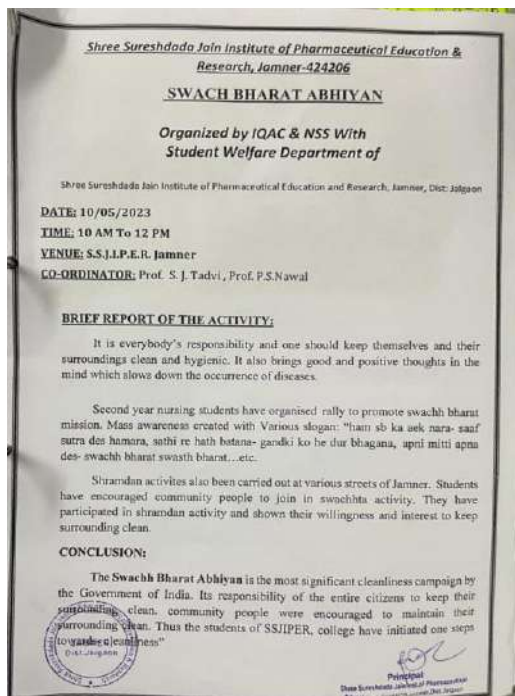 Shree Sureshdada Jain Institute of Pharmaceutical Education &
Research, Jamner-424206
SWACH BHARAT ABHIYAN
Organized by IQAC & NSS With
Student Welfare Department of
Shree Sureshdada Jain Institute of Pharmaceutical Education and Research, Jamner, Dist: Jalgaon
DATE: 10/05/2023
TIME: 10 AM To 12 PM
VENUE: S.S.J.I.P.E.R. Jamner
CO-ORDINATOR: Prof. S. J. Tadvi, Prof. P.S.Nawal
BRIEF REPORT OF THE ACTIVITY:
It is everybody's responsibility and one should keep themselves and their
surroundings clean and hygienic. It also brings good and positive thoughts in the
mind which slows down the occurrence of diseases.
Second year nursing students have organised rally to promote swachh bharat
mission. Mass awareness created with Various slogan: "ham sb ka aek nara- saaf
sutra des hamara, sathi re hath batana- gandki ko he dur bhagana, apni mitti apna
des- swachh bharat swasth bharat...etc.
Shramdan activites also been carried out at various streets of Jamner. Students
have encouraged community people to join in swachhta activity. They have
participated in shramdan activity and shown their willingness and interest to keep
surrounding clean.
CONCLUSION:
The Swachh Bharat Abhiyan is the most significant cleanliness campaign by
the Government of India. Its responsibility of the entire citizens to keep their
surrounding clean. community people were encouraged to maintain their
surrounding clean. Thus the students of SSJIPER, college have initiated one steps
towards cleanliness"
Dist.Jalgaon
Principal
Shree Sureshdada Jain Inst.of Pharmaceutical
Dist. Jalgaon